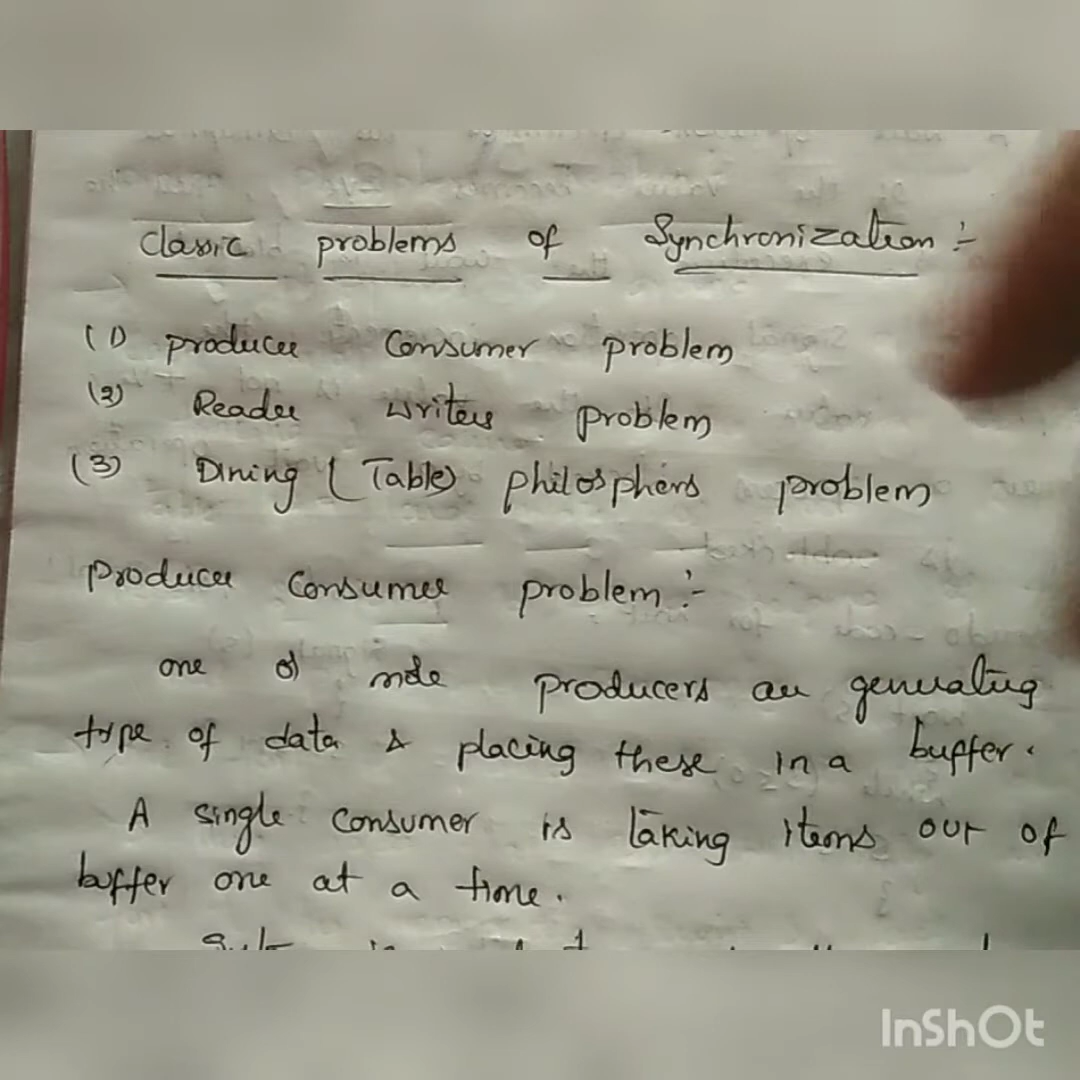 Classic problems of Synchronization :-
(1) producer Consumer problem
(2) Reader writers problem
(3) Dining (Table) philosphers problem
producer Consumer problem :-
one or more producers are generating
type of data & placing these in a buffer.
A single consumer is taking items out of
buffer one at a time.
InShOt